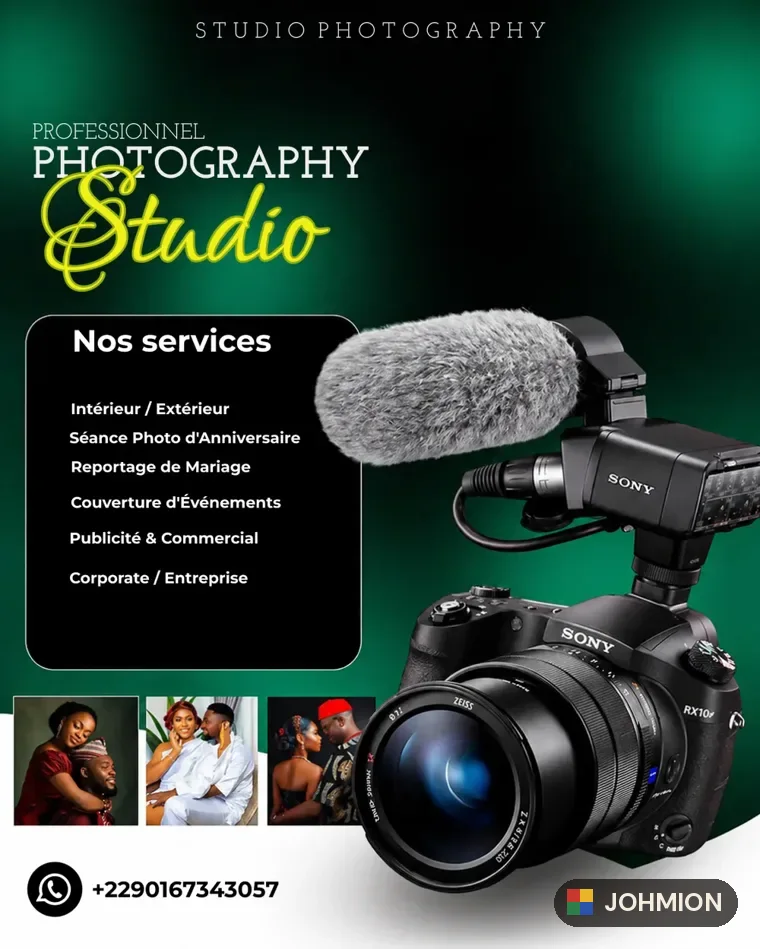 STUDIO PHOTOGRAPHY
PROFESSIONNEL
PHOTOGRAPHY
Studio
Nos services
Intérieur / Extérieur
Séance Photo d'Anniversaire
Reportage de Mariage
Couverture d'Événements
Publicité & Commercial
Corporate / Entreprise
SONY
SONY
ZEISS
RX10
+2290167343057
JOHMION